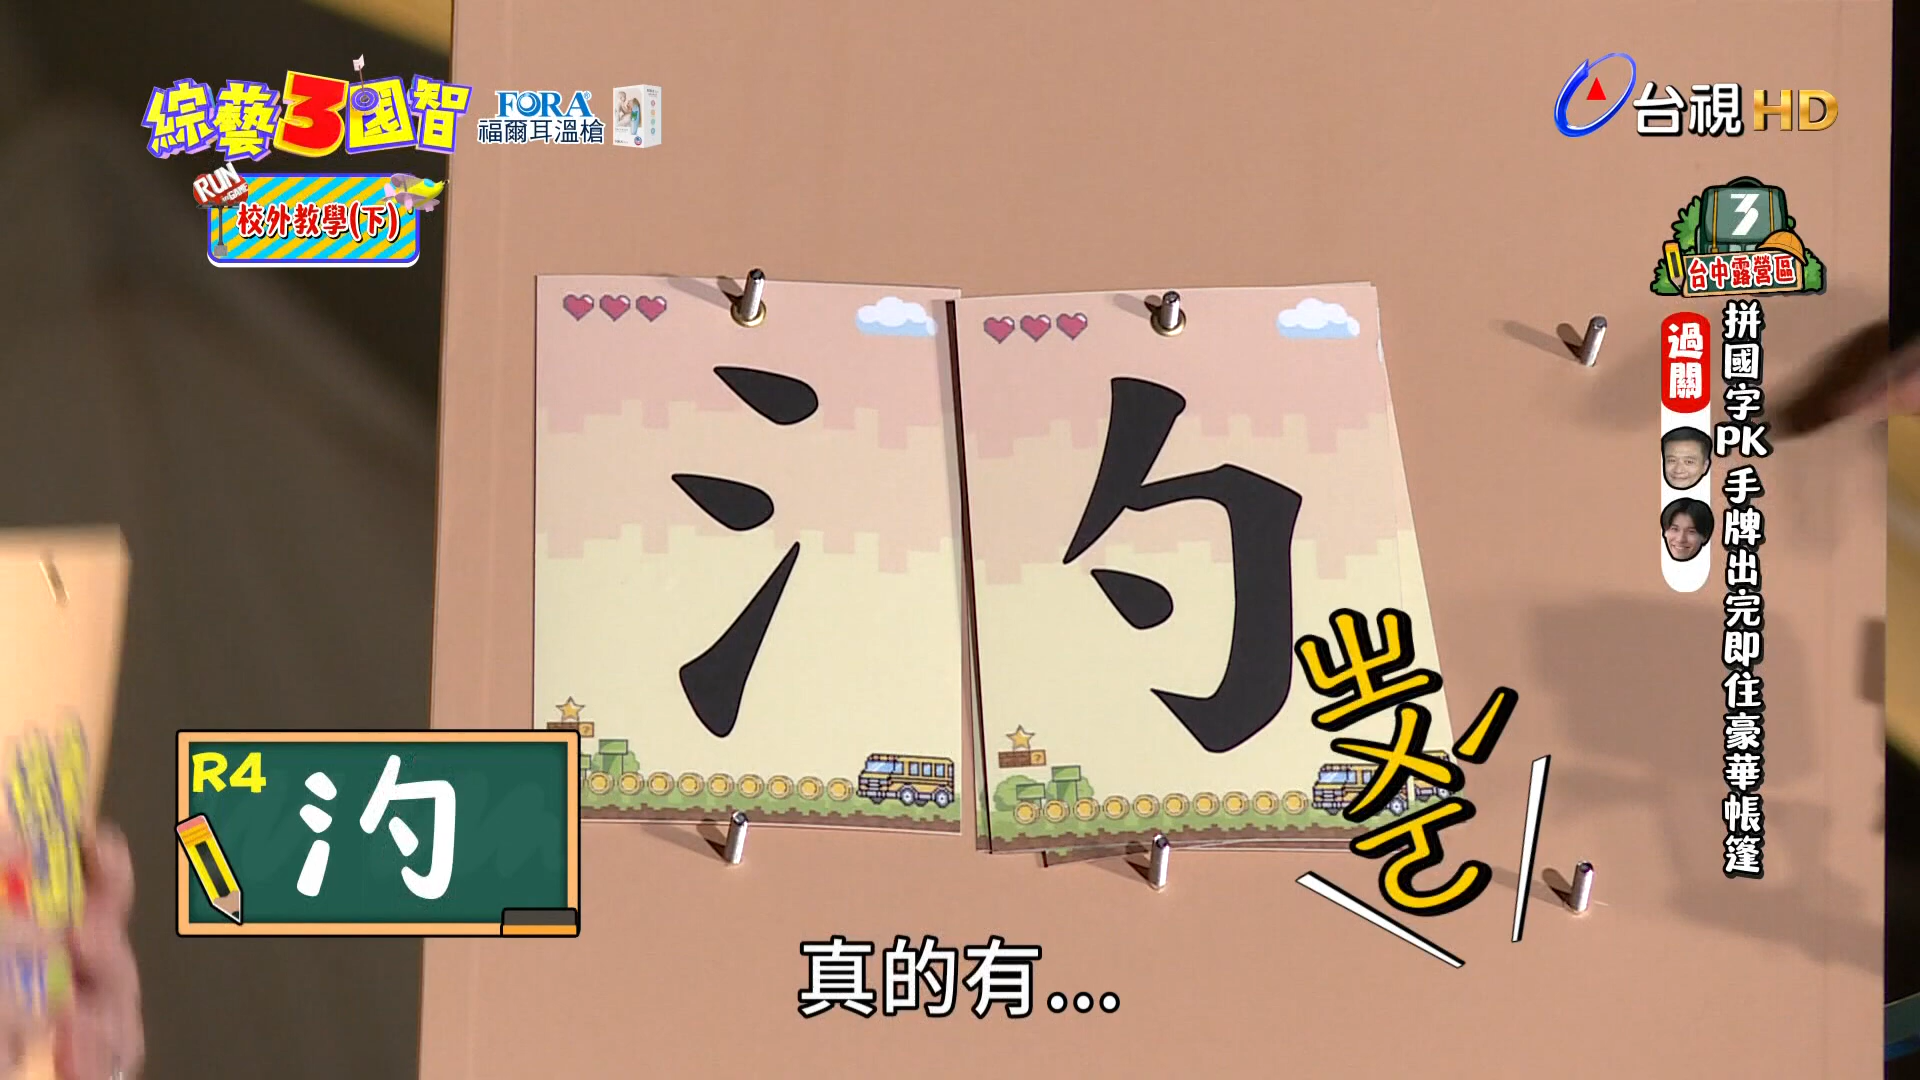 綜藝3國智
FORA®
福爾耳溫槍
RUN
校外教學(下)
台視HD
3
台中露營區
過關
拼國字PK手牌出完即住豪華帳篷
氵勺
ㄓㄨㄛˊ
R4
汋
真的有...